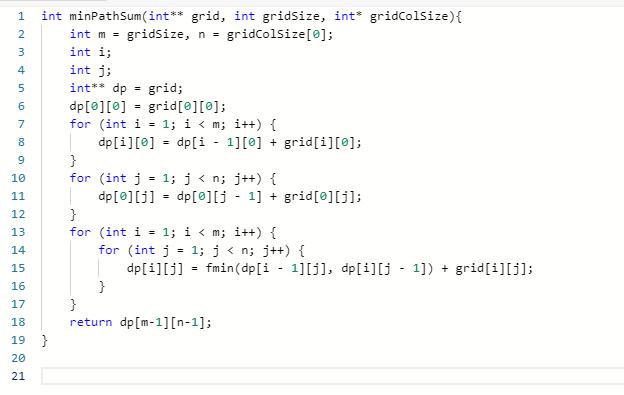 1 int minPathSum(int** grid, int gridSize, int* gridColSize){
2     int m = gridSize, n = gridColSize[0];
3     int i;
4     int j;
5     int** dp = grid;
6     dp[0][0] = grid[0][0];
7     for (int i = 1; i < m; i++) {
8         dp[i][0] = dp[i - 1][0] + grid[i][0];
9     }
10     for (int j = 1; j < n; j++) {
11         dp[0][j] = dp[0][j - 1] + grid[0][j];
12     }
13     for (int i = 1; i < m; i++) {
14         for (int j = 1; j < n; j++) {
15             dp[i][j] = fmin(dp[i - 1][j], dp[i][j - 1]) + grid[i][j];
16         }
17     }
18     return dp[m-1][n-1];
19 }
20
21